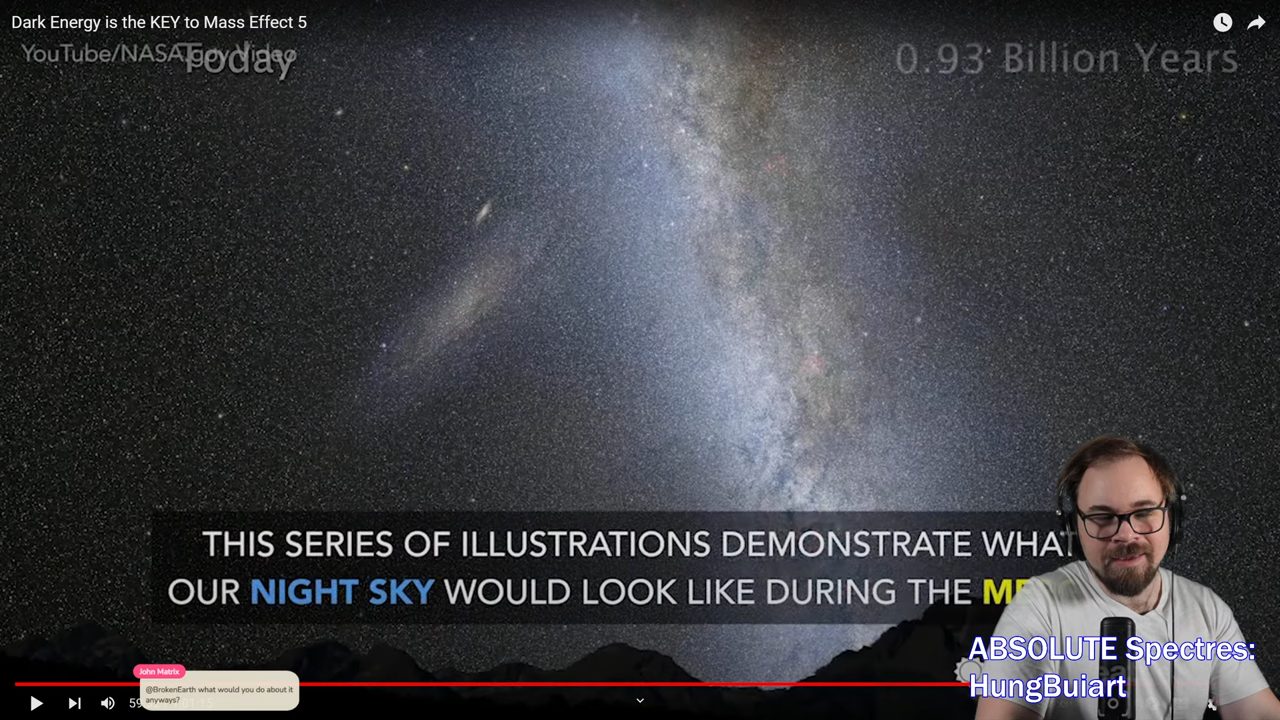 Dark Energy is the KEY to Mass Effect 5
YouTube/NASA.gov Video
Today
0.93 Billion Years
THIS SERIES OF ILLUSTRATIONS DEMONSTRATE WHAT
OUR NIGHT SKY WOULD LOOK LIKE DURING THE
John Matrix
@BrokenEarth what would you do about it
anyways?
ABSOLUTE Spectres:
HungBuiart